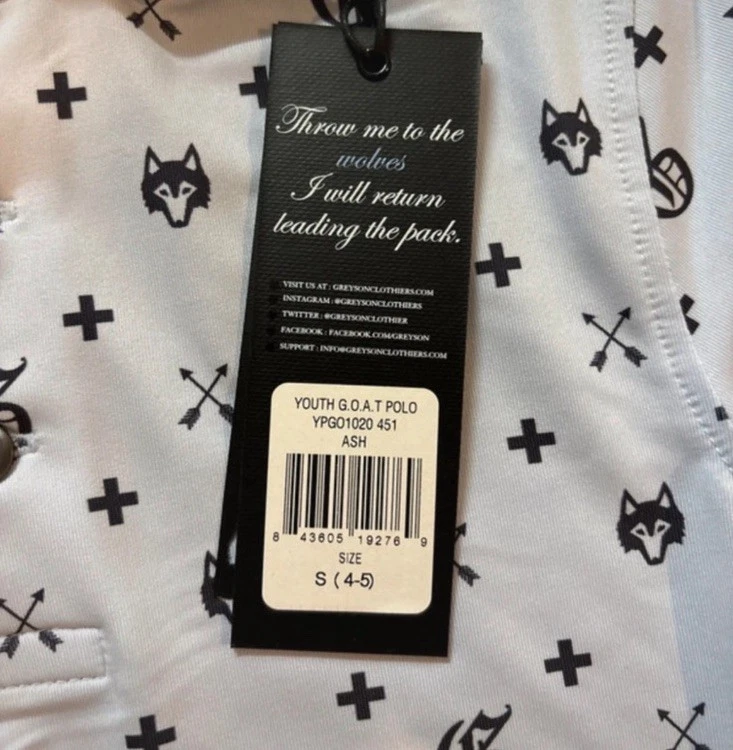 Throw me to the
wolves
I will return
leading the pack.
VISIT US AT : GREYSONCLOTHIERS.COM
INSTAGRAM : @GREYSONCLOTHIERS
TWITTER : @GREYSONCLOTHIER
FACEBOOK : FACEBOOK.COM/GREYSON
SUPPORT : INFO@GREYSONCLOTHIERS.COM
YOUTH G.O.A.T POLO
YPGO1020 451
ASH
8 43605 19276 9
SIZE
S (4-5)